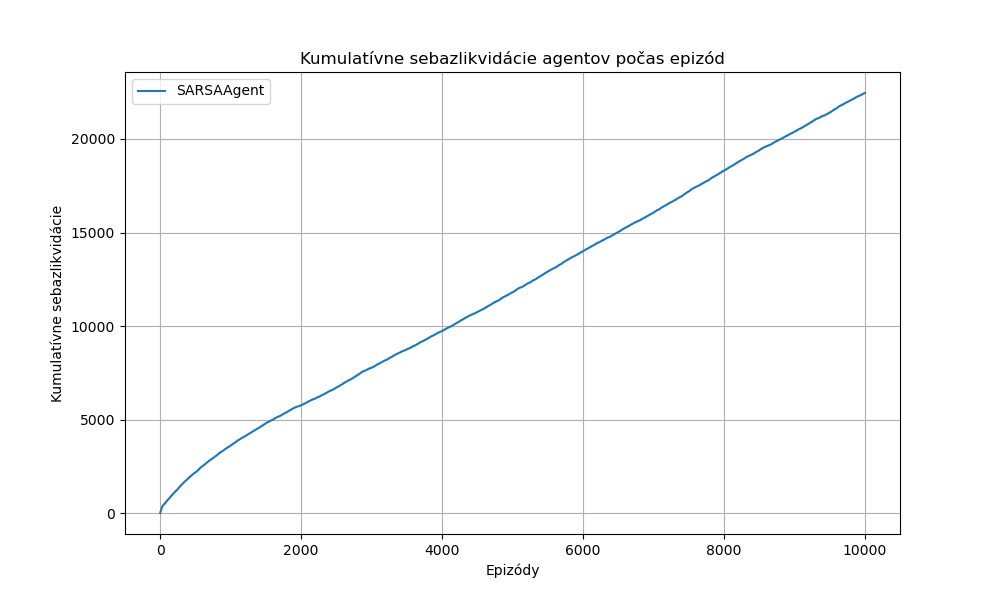 Kumulatívne sebazlikvidácie agentov počas epizód
SARSAAgent
Kumulatívne sebazlikvidácie
20000
15000
10000
5000
0
0 2000 4000 6000 8000 10000
Epizódy